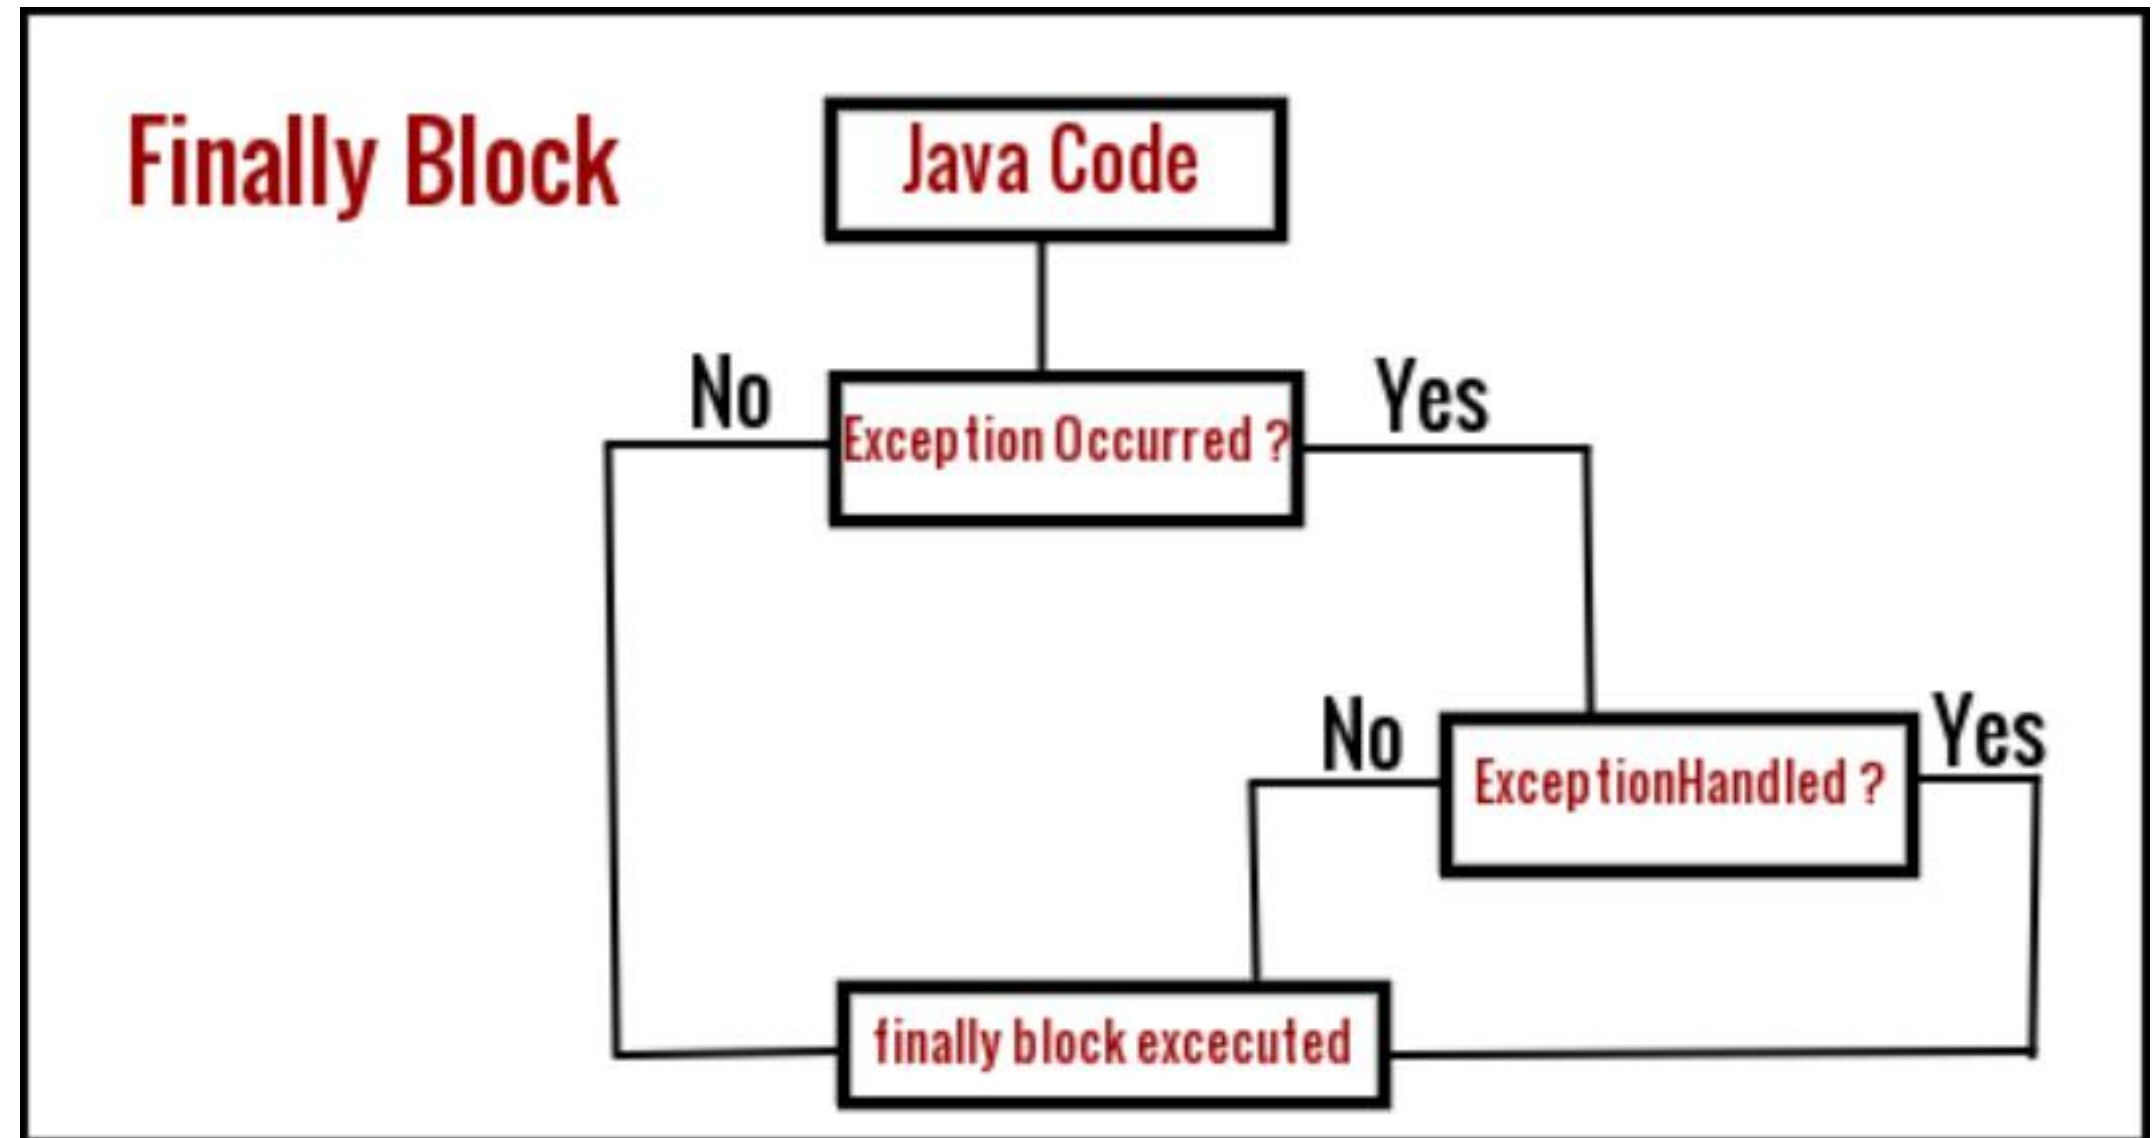 Finally Block
Java Code
No
Yes
Exception Occurred ?
No
Yes
ExceptionHandled ?
finally block excecuted